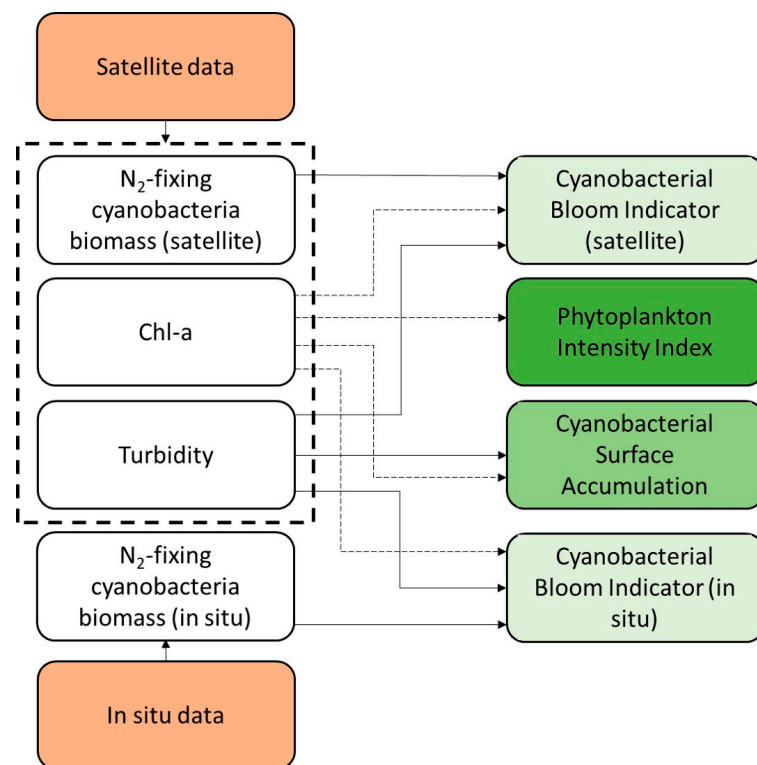 Satellite data
N₂-fixing
cyanobacteria
biomass (satellite)
Cyanobacterial
Bloom Indicator
(satellite)
Chl-a
Phytoplankton
Intensity Index
Turbidity
Cyanobacterial
Surface
Accumulation
N₂-fixing
cyanobacteria
biomass (in situ)
Cyanobacterial
Bloom Indicator (in
situ)
In situ data